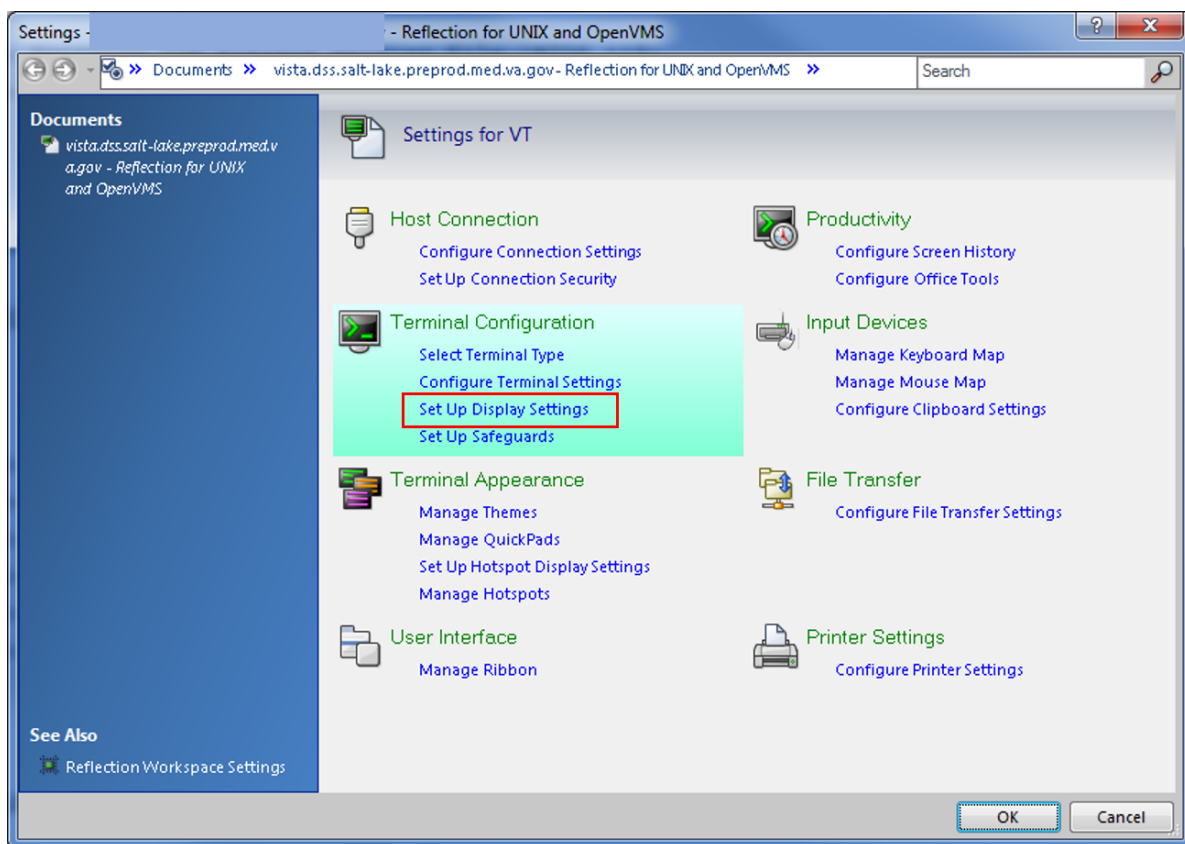 Settings - - Reflection for UNIX and OpenVMS
Documents » vista.dss.salt-lake.preprod.med.va.gov - Reflection for UNIX and OpenVMS »
Search
Documents
vista.dss.salt-lake.preprod.med.v
a.gov - Reflection for UNIX
and OpenVMS
Settings for VT
Host Connection
Configure Connection Settings
Set Up Connection Security
Productivity
Configure Screen History
Configure Office Tools
Terminal Configuration
Select Terminal Type
Configure Terminal Settings
Set Up Display Settings
Set Up Safeguards
Input Devices
Manage Keyboard Map
Manage Mouse Map
Configure Clipboard Settings
Terminal Appearance
Manage Themes
Manage QuickPads
Set Up Hotspot Display Settings
Manage Hotspots
File Transfer
Configure File Transfer Settings
User Interface
Manage Ribbon
Printer Settings
Configure Printer Settings
See Also
Reflection Workspace Settings
OK
Cancel